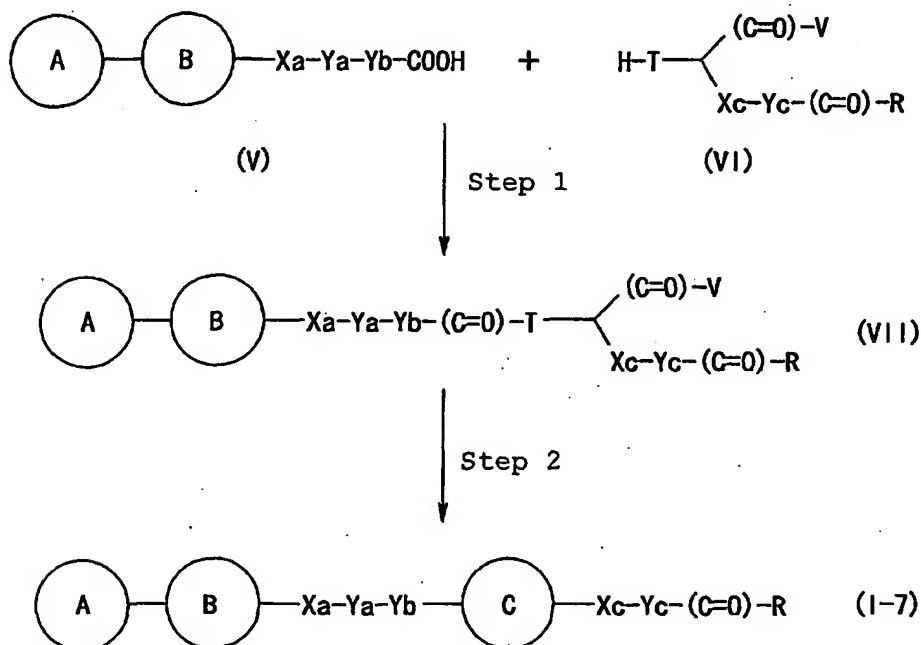 (C=O)-V
A B Xa-Ya-Yb-COOH + H-T
Xc-Yc-(C=O)-R
(V) (VI)
Step 1
(C=O)-V
A B Xa-Ya-Yb-(C=O)-T (VII)
Xc-Yc-(C=O)-R
Step 2
A B Xa-Ya-Yb C Xc-Yc-(C=O)-R (I-7)